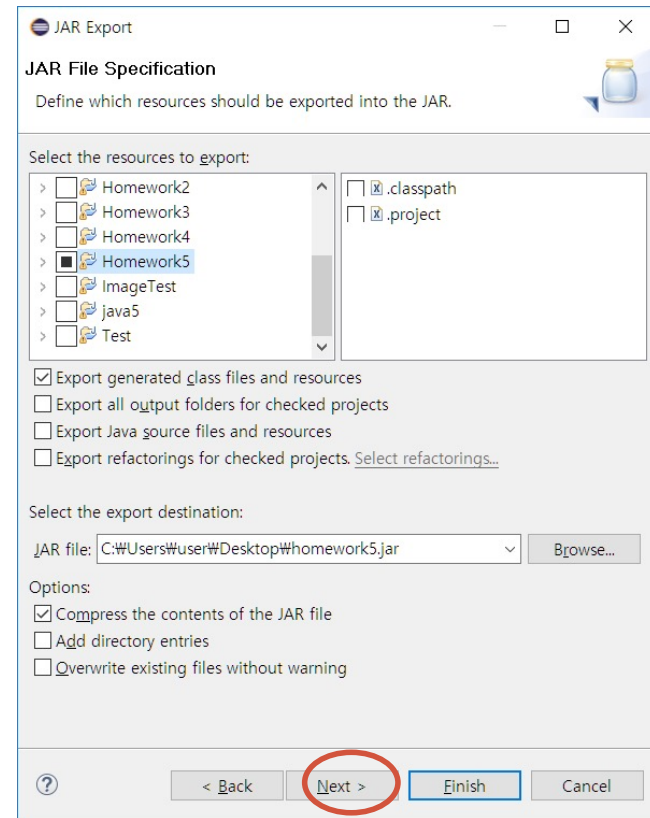 JAR Export
JAR File Specification
Define which resources should be exported into the JAR.
Select the resources to export:
Homework2
Homework3
Homework4
Homework5
ImageTest
java5
Test
.classpath
.project
Export generated class files and resources
Export all output folders for checked projects
Export Java source files and resources
Export refactorings for checked projects. Select refactorings...
Select the export destination:
JAR file: C:₩Users₩user₩Desktop₩homework5.jar Browse...
Options:
Compress the contents of the JAR file
Add directory entries
Overwrite existing files without warning
? < Back Next > Finish Cancel